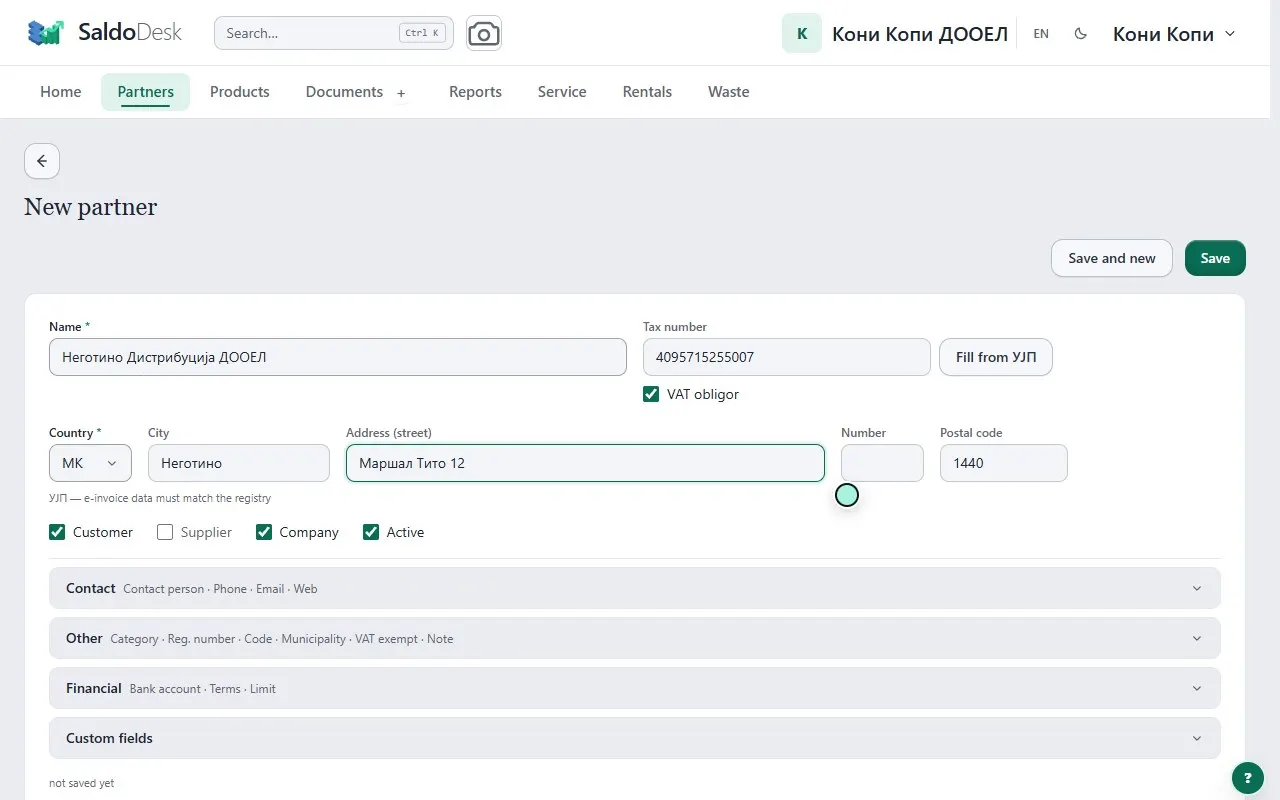 SaldoDesk Search... Ctrl K K Кони Копи ДООЕЛ EN Кони Копи
Home Partners Products Documents + Reports Service Rentals Waste
New partner
Save and new Save
Name * Tax number
Неготино Дистрибуција ДООЕЛ 4095715255007 Fill from УЈП
VAT obligor
Country * City Address (street) Number Postal code
MK Неготино Маршал Тито 12 1440
УЈП — e-invoice data must match the registry
Customer Supplier Company Active
Contact Contact person · Phone · Email · Web
Other Category · Reg. number · Code · Municipality · VAT exempt · Note
Financial Bank account · Terms · Limit
Custom fields
not saved yet
?